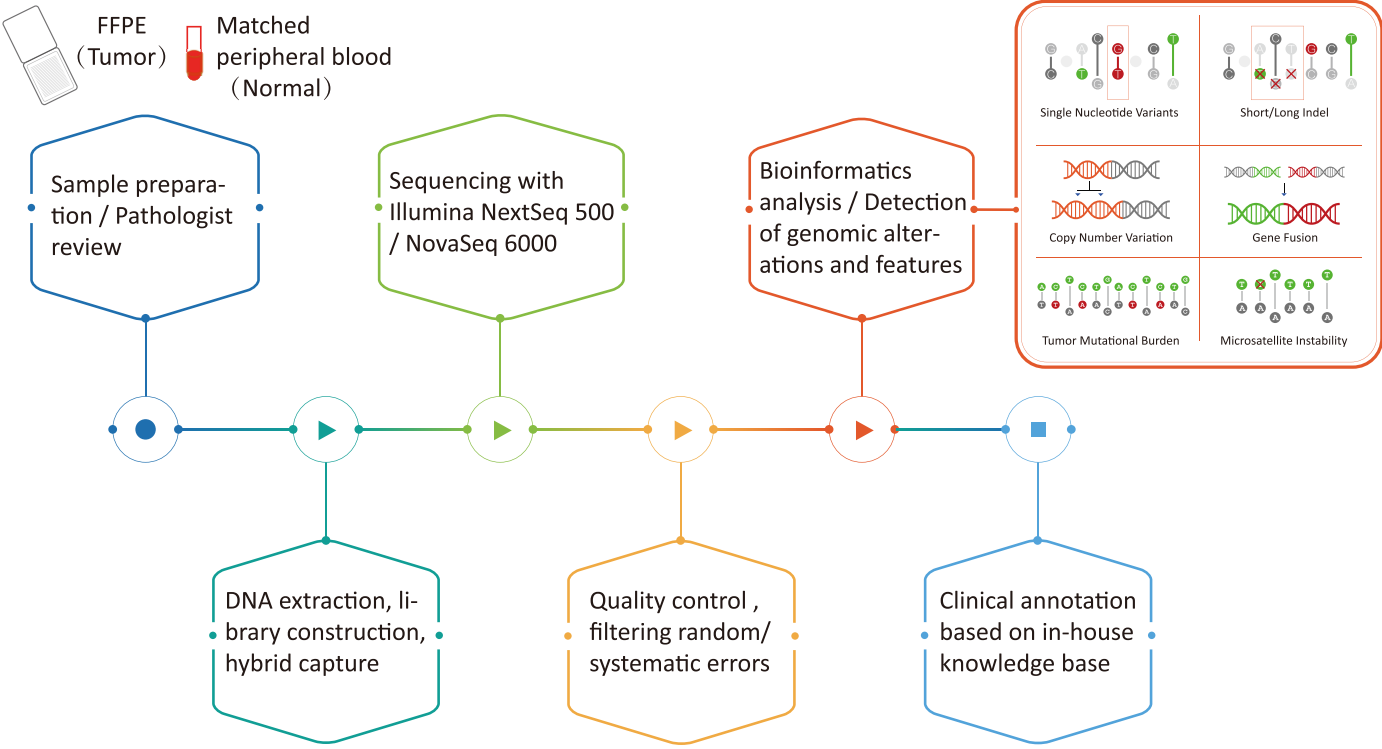 FFPE
（Tumor）
Matched
peripheral blood
（Normal）
Sample prepara-
tion / Pathologist
review
DNA extraction, li-
brary construction,
hybrid capture
Sequencing with
Illumina NextSeq 500
/ NovaSeq 6000
Quality control ,
filtering random/
systematic errors
Bioinformatics
analysis / Detection
of genomic alter-
ations and features
Clinical annotation
based on in-house
knowledge base
G A C G C T
C T G T G A
Single Nucleotide Variants
G A C T G C T
C C G A
Short/Long Indel
Copy Number Variation
Gene Fusion
A C T C T G A C T C T G
T T A A A C T T A A A C
Tumor Mutational Burden
T T T T T
A A A A A A
Microsatellite Instability